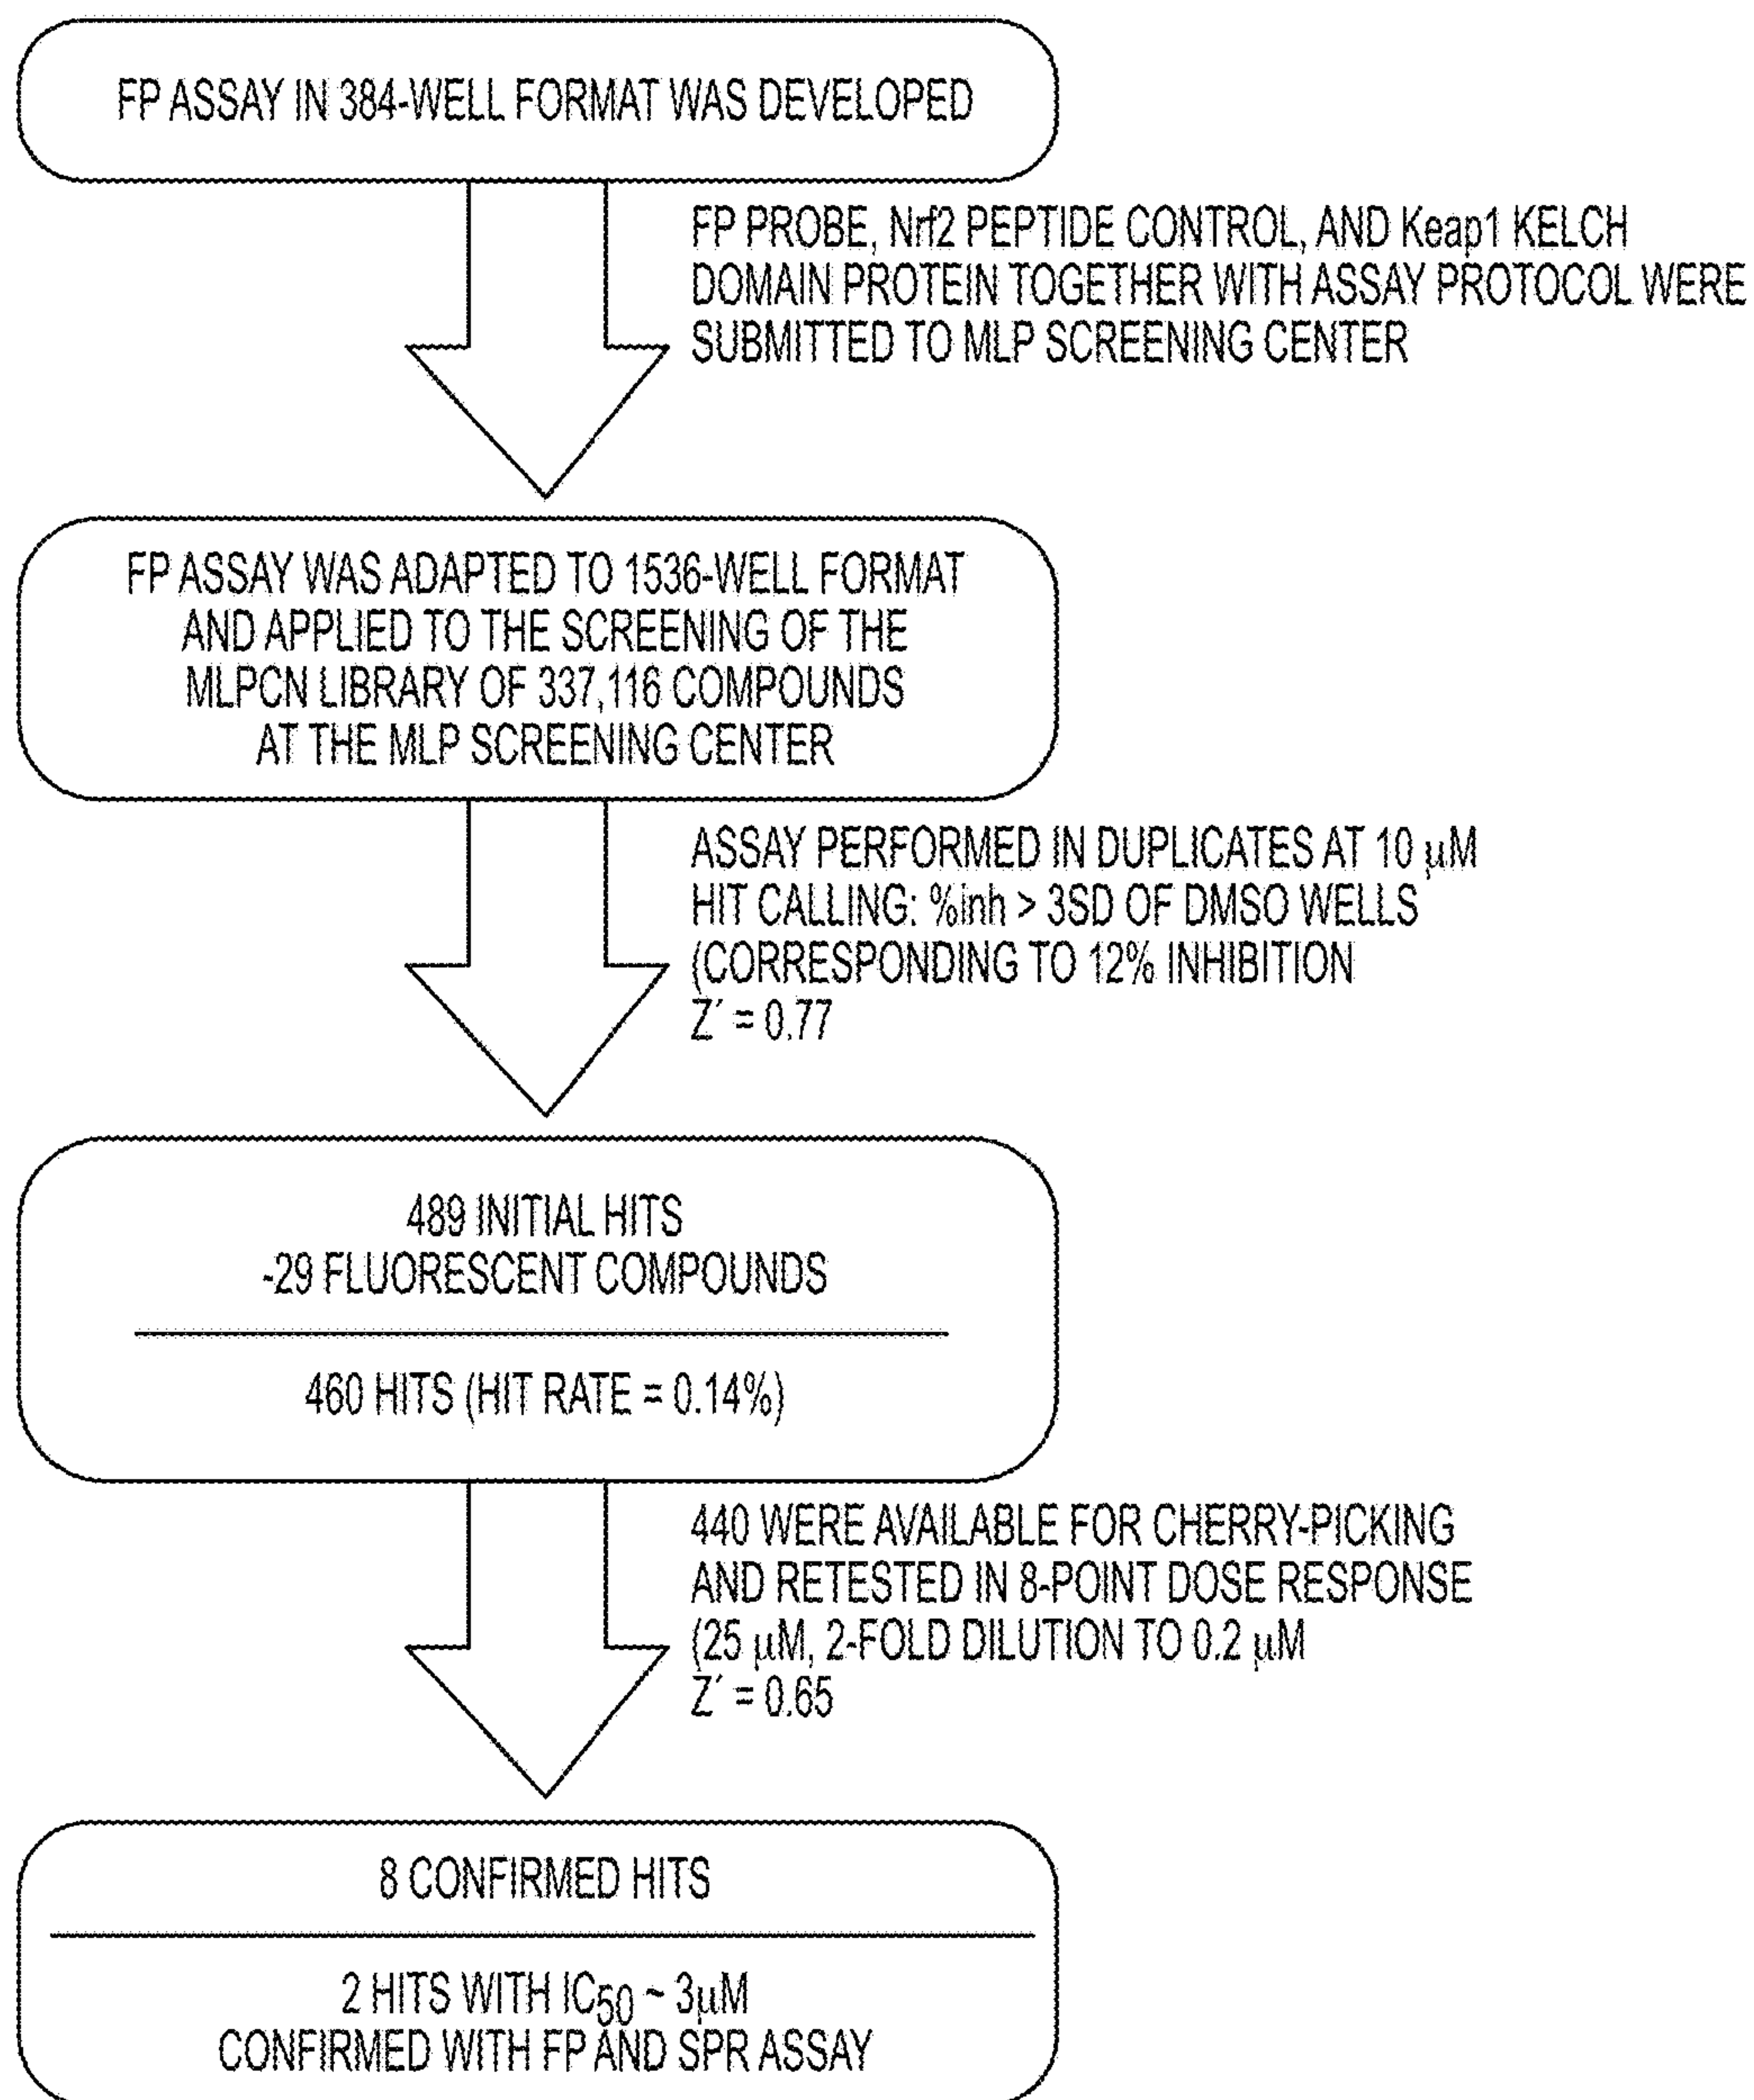 FP ASSAY IN 384-WELL FORMAT WAS DEVELOPED
FP PROBE, Nrf2 PEPTIDE CONTROL, AND Keap1 KELCH
DOMAIN PROTEIN TOGETHER WITH ASSAY PROTOCOL WERE
SUBMITTED TO MLP SCREENING CENTER
FP ASSAY WAS ADAPTED TO 1536-WELL FORMAT
AND APPLIED TO THE SCREENING OF THE
MLPCN LIBRARY OF 337,116 COMPOUNDS
AT THE MLP SCREENING CENTER
ASSAY PERFORMED IN DUPLICATES AT 10 µM
HIT CALLING: %inh > 3SD OF DMSO WELLS
(CORRESPONDING TO 12% INHIBITION
Z´ = 0.77
489 INITIAL HITS
-29 FLUORESCENT COMPOUNDS
460 HITS (HIT RATE = 0.14%)
440 WERE AVAILABLE FOR CHERRY-PICKING
AND RETESTED IN 8-POINT DOSE RESPONSE
(25 µM, 2-FOLD DILUTION TO 0.2 µM
Z´ = 0.65
8 CONFIRMED HITS
2 HITS WITH IC50 ~ 3µM
CONFIRMED WITH FP AND SPR ASSAY